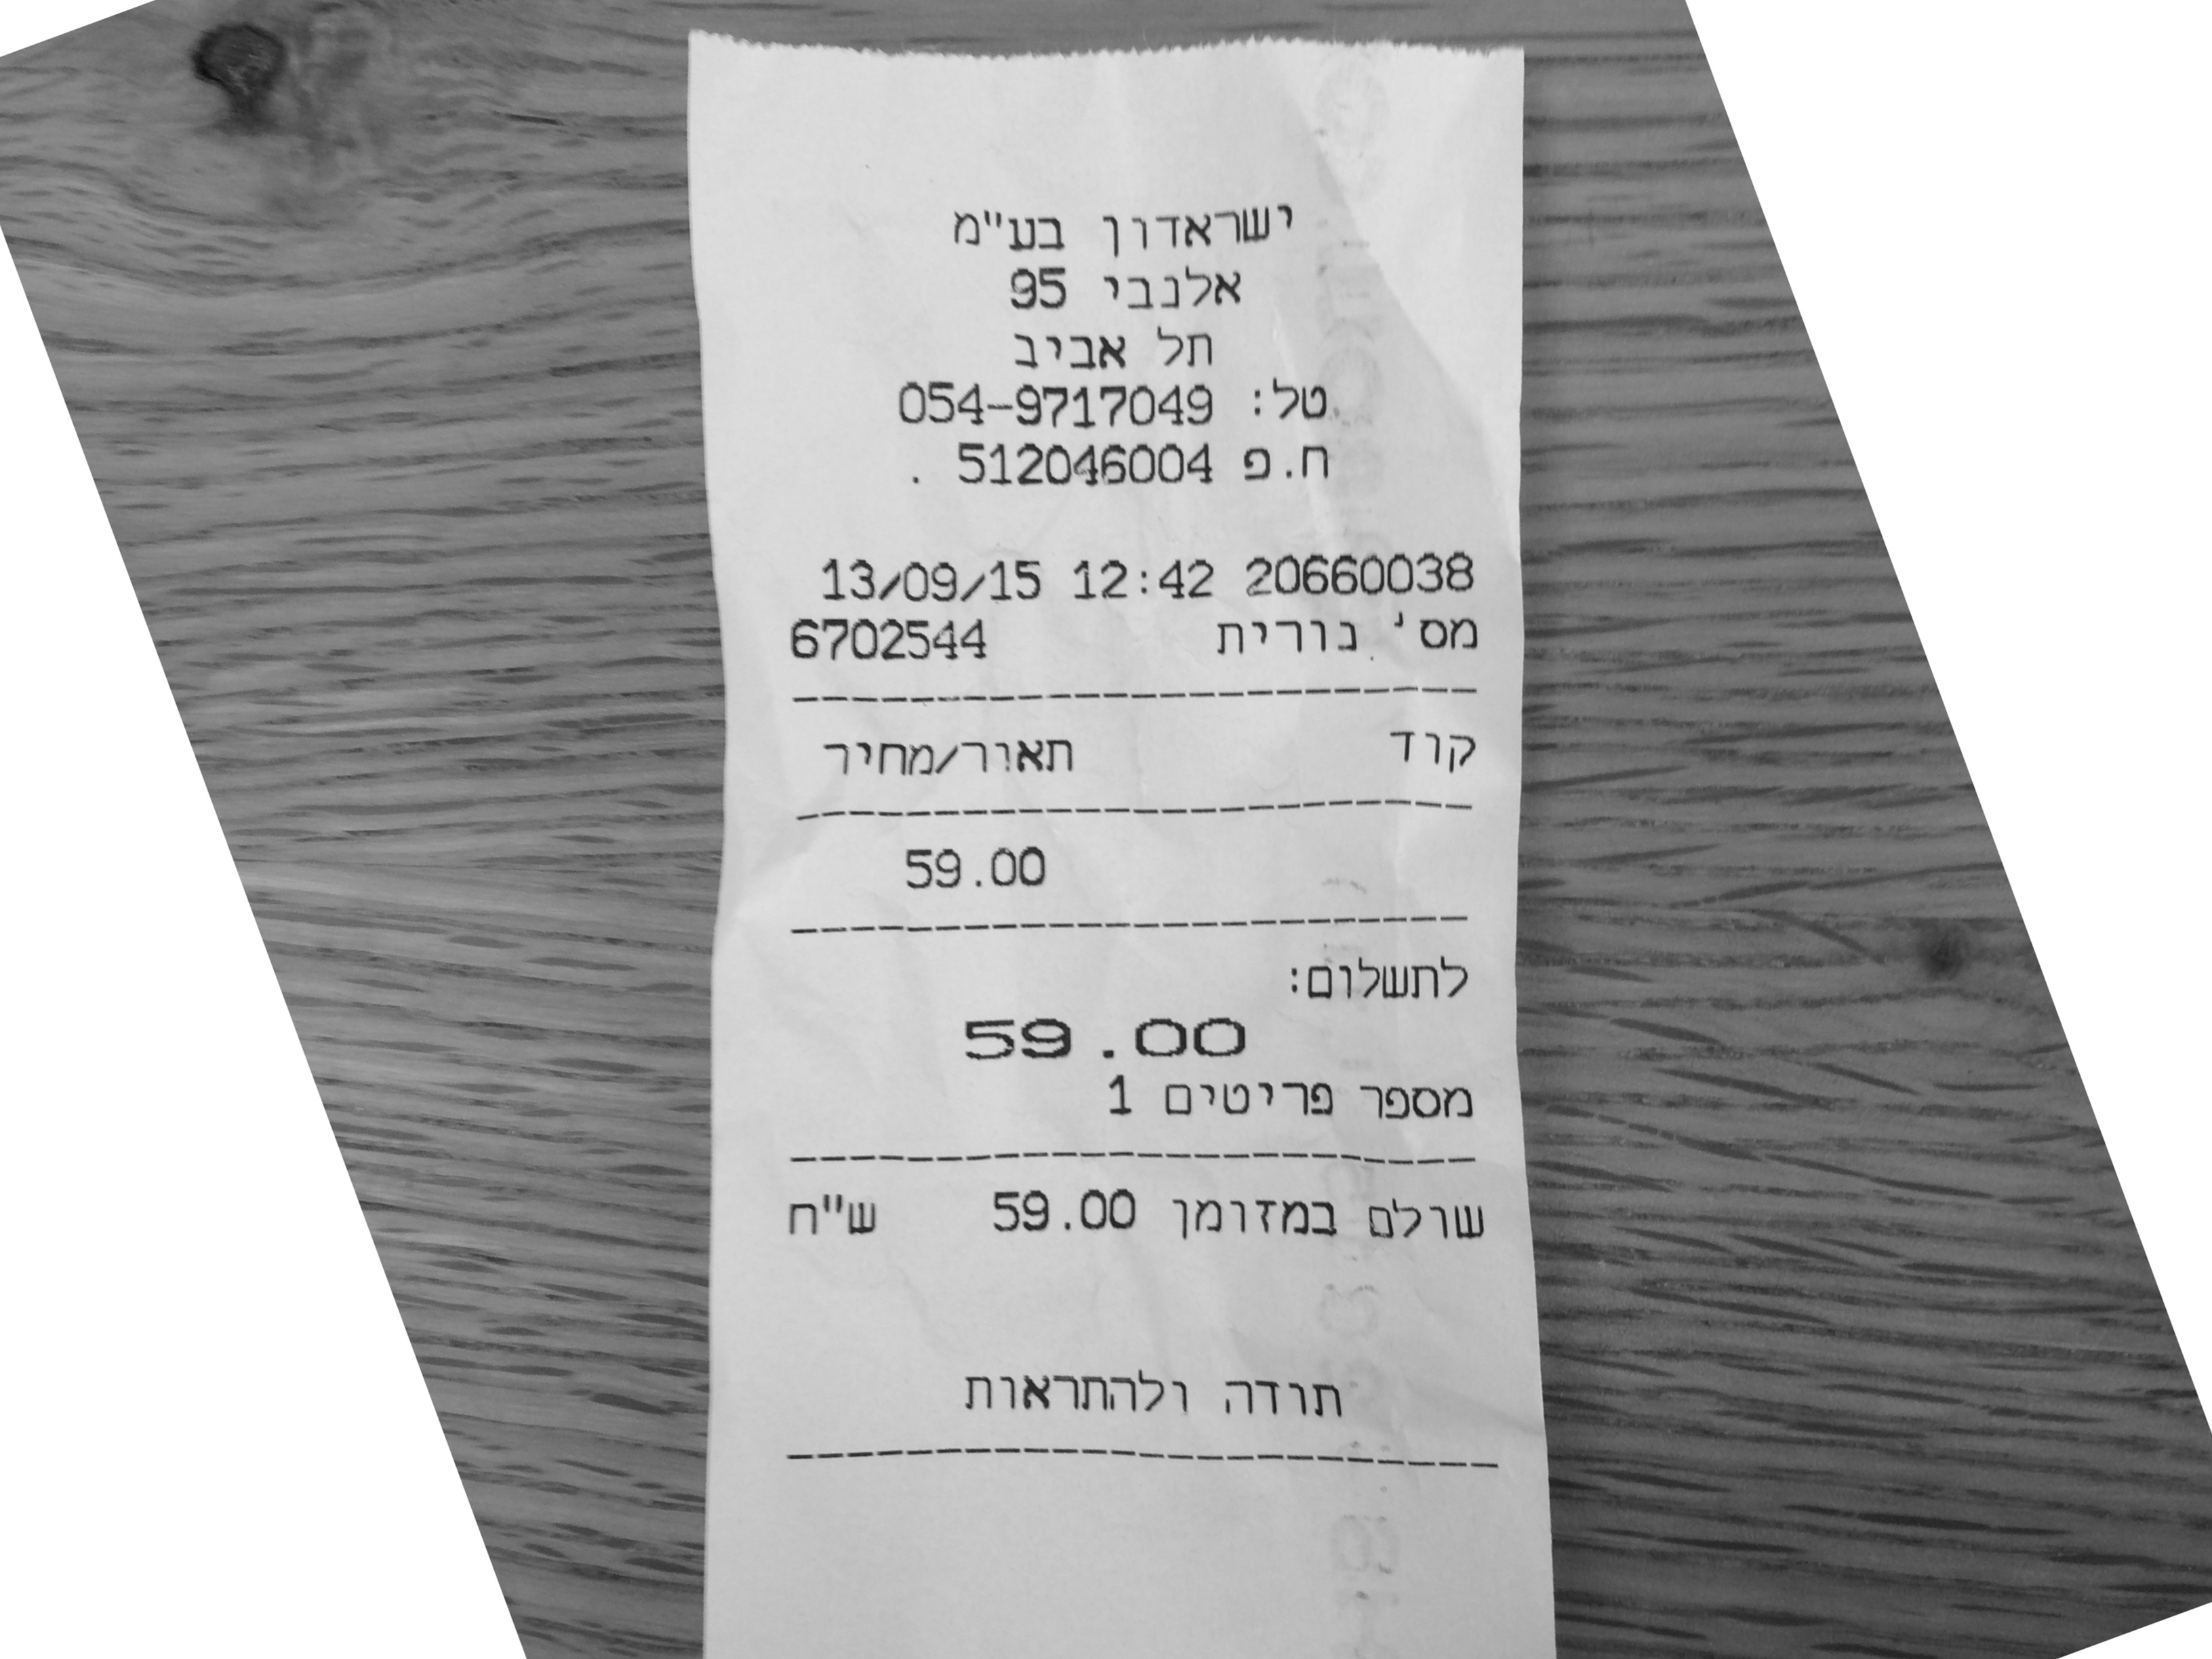 ישראדון בע"מ
אלנבי 95
תל אביב
טל: 054-9717049
ח.פ 512046004 .
20660038 12:42 13/09/15
מס' נורית 6702544
קוד תאור/מחיר
59.00
לתשלום:
59.00
מספר פריטים 1
שולם במזומן 59.00 ש"ח
תודה ולהתראות